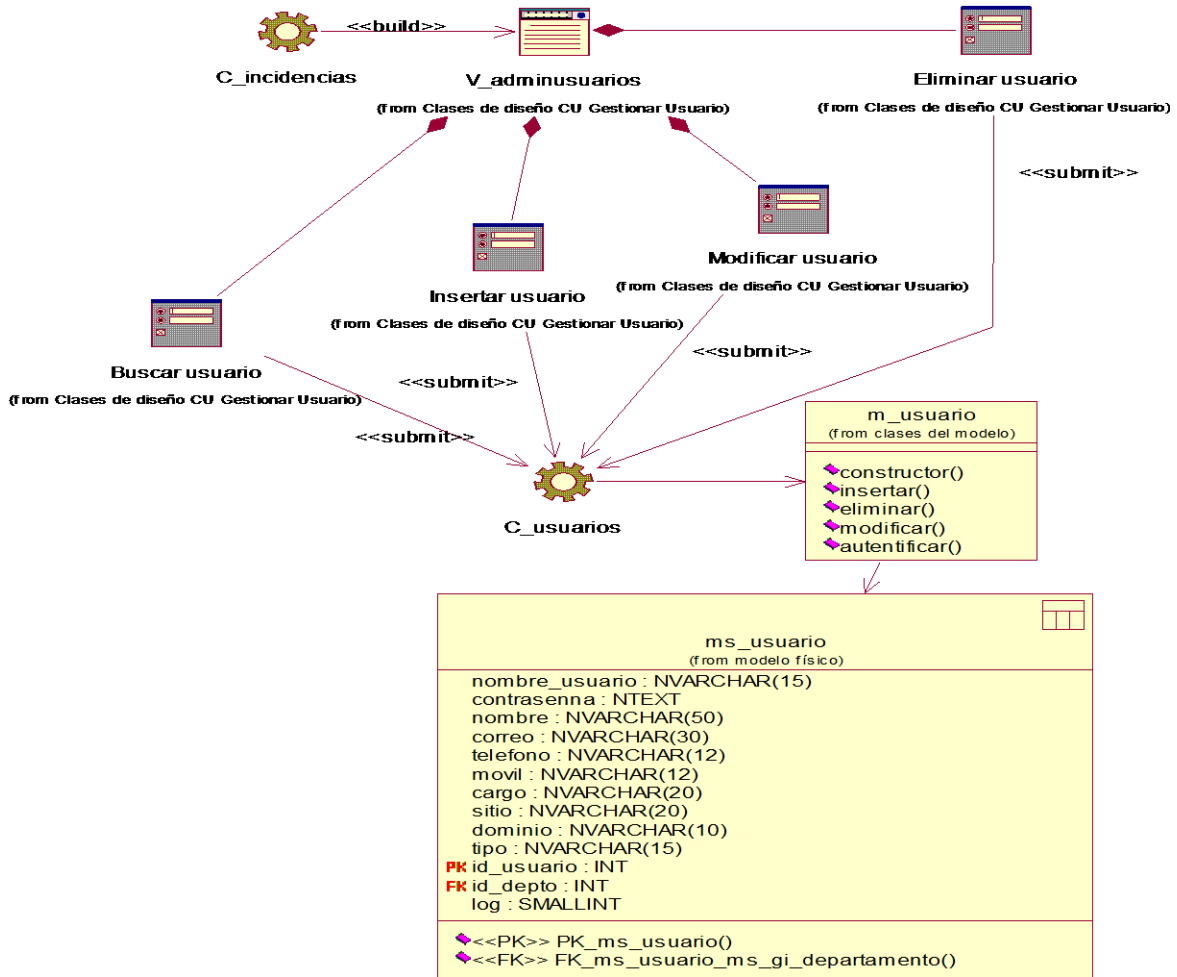 <<build>>
C_incidencias
V_adminusuarios
(from Clases de diseño CU Gestionar Usuario)
Eliminar usuario
(from Clases de diseño CU Gestionar Usuario)
<<submit>>
Modificar usuario
(from Clases de diseño CU Gestionar Usuario)
Insertar usuario
(from Clases de diseño CU Gestionar Usuario)
Buscar usuario
(from Clases de diseño CU Gestionar Usuario)
<<submit>>
<<submit>>
<<submit>>
C_usuarios
m_usuario
(from clases del modelo)
constructor()
insertar()
eliminar()
modificar()
autentificar()
ms_usuario
(from modelo físico)
nombre_usuario : NVARCHAR(15)
contrasenna : NTEXT
nombre : NVARCHAR(50)
correo : NVARCHAR(30)
telefono : NVARCHAR(12)
movil : NVARCHAR(12)
cargo : NVARCHAR(20)
sitio : NVARCHAR(20)
dominio : NVARCHAR(10)
tipo : NVARCHAR(15)
PK id_usuario : INT
FK id_depto : INT
log : SMALLINT
<<PK>> PK_ms_usuario()
<<FK>> FK_ms_usuario_ms_gi_departamento()